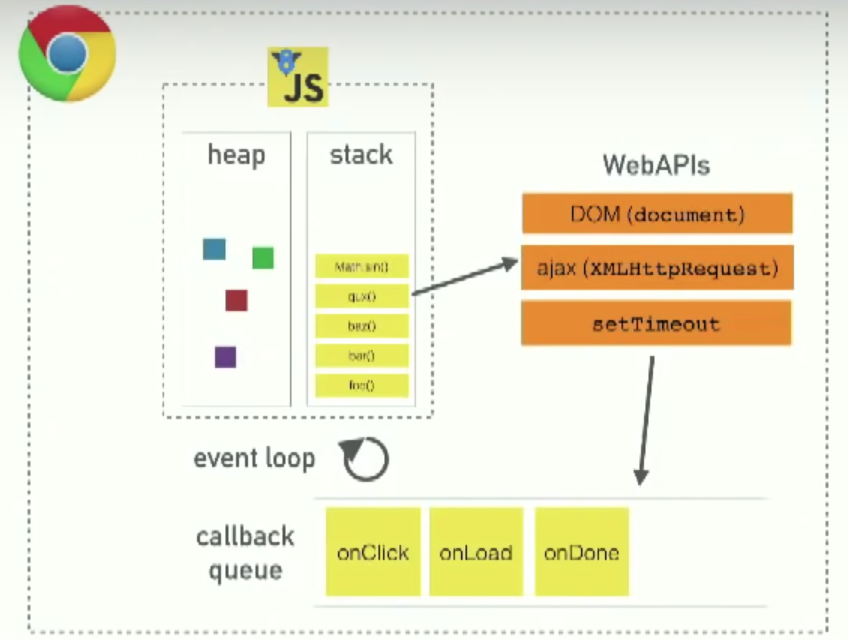 JS
heap
stack
WebAPIs
DOM (document)
ajax (XMLHttpRequest)
setTimeout
Math.sin()
qux()
baz()
bar()
foo()
event loop
callback
queue
onClick
onLoad
onDone